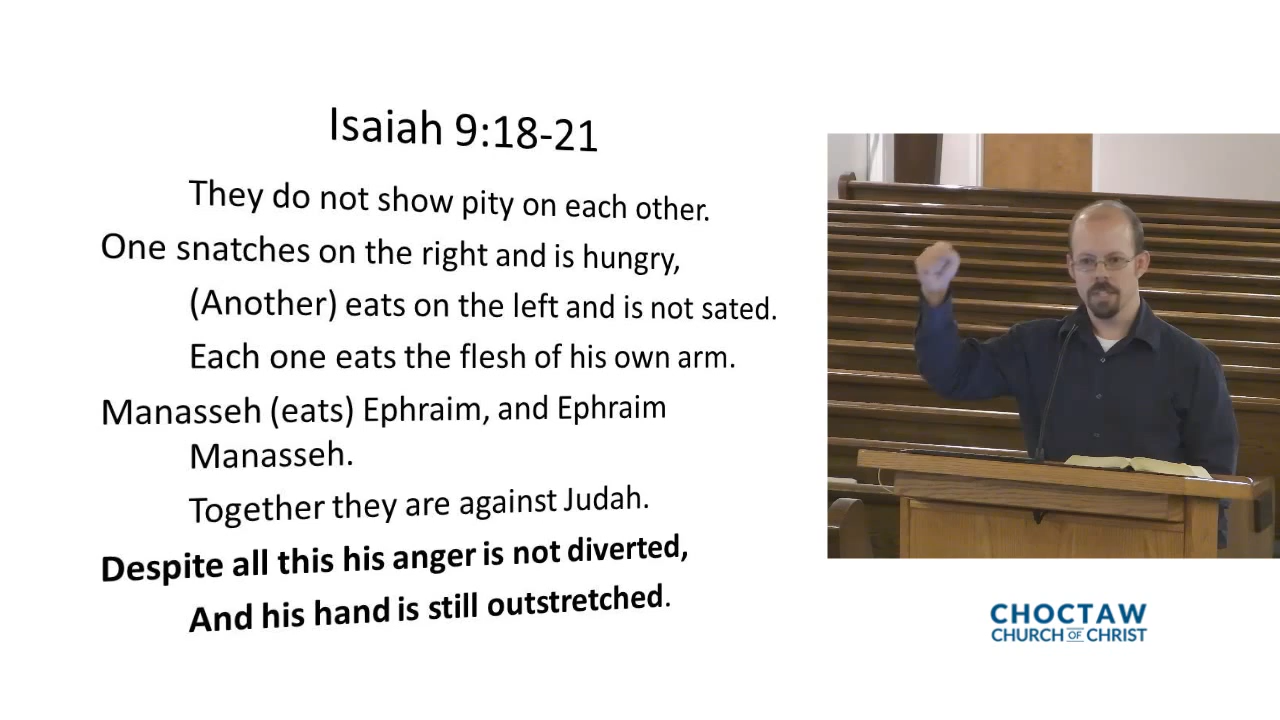 Isaiah 9:18-21
They do not show pity on each other.
One snatches on the right and is hungry,
(Another) eats on the left and is not sated.
Each one eats the flesh of his own arm.
Manasseh (eats) Ephraim, and Ephraim
Manasseh.
Together they are against Judah.
Despite all this his anger is not diverted,
And his hand is still outstretched.
CHOCTAW
CHURCH OF CHRIST